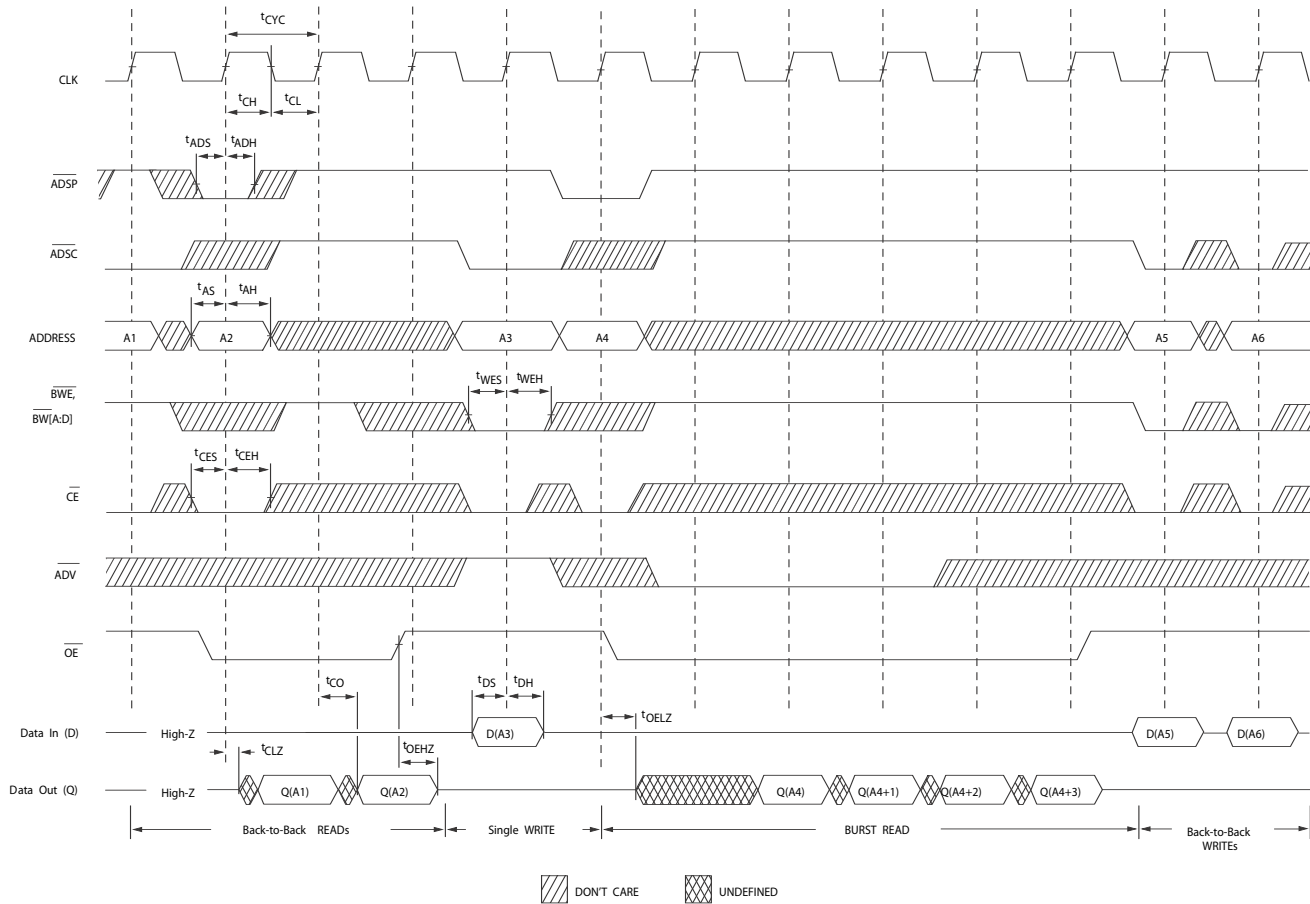 tCYC
CLK
tCH
tCL
tADS
tADH
ADSP
ADSC
tAS
tAH
ADDRESS
A1
A2
A3
A4
A5
A6
tWES
tWEH
BWE,
BW[A:D]
tCES
tCEH
CE
ADV
OE
tCO
tDS
tDH
tOELZ
Data In (D)
High-Z
D(A3)
D(A5)
D(A6)
tCLZ
tOEHZ
Data Out (Q)
High-Z
Q(A1)
Q(A2)
Q(A4)
Q(A4+1)
Q(A4+2)
Q(A4+3)
Back-to-Back READs
Single WRITE
BURST READ
Back-to-Back
WRITEs
DON'T CARE
UNDEFINED